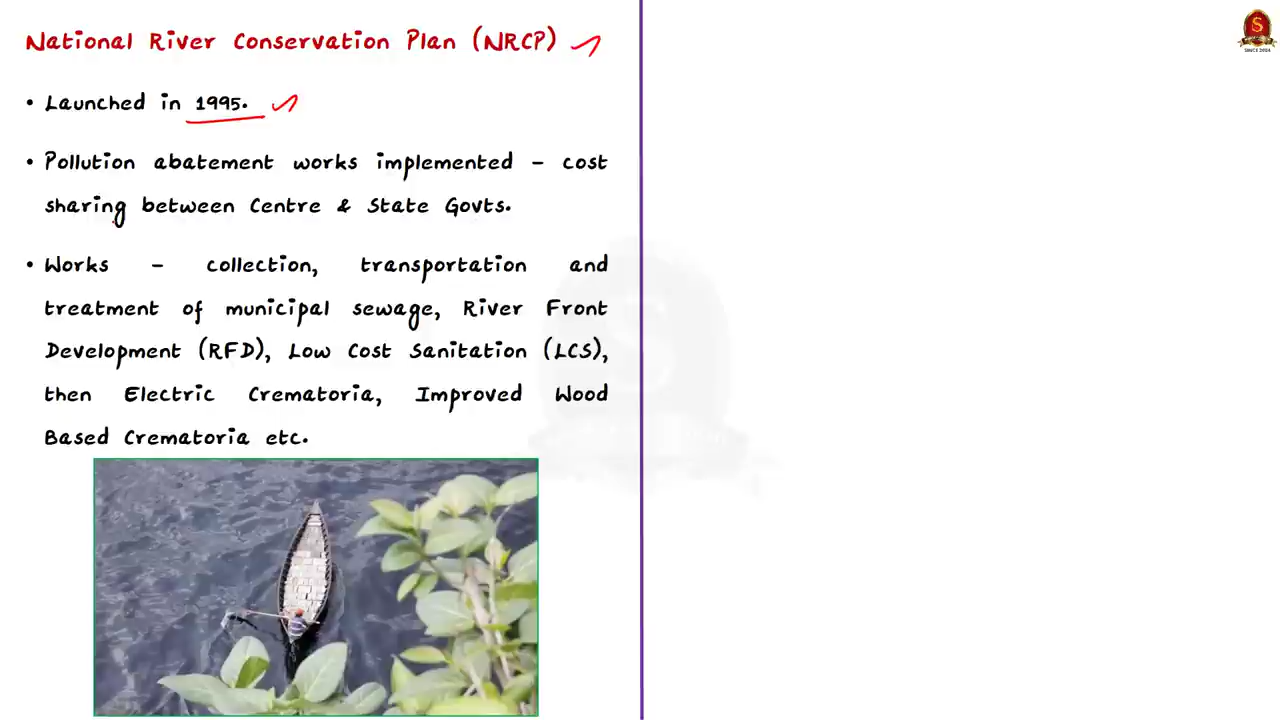 National River Conservation Plan (NRCP)
• Launched in 1995.
• Pollution abatement works implemented - cost
sharing between Centre & State Govts.
• Works - collection, transportation and
treatment of municipal sewage, River Front
Development (RFD), Low Cost Sanitation (LCS),
then Electric Crematoria, Improved Wood
Based Crematoria etc.
S
SINCE 2004